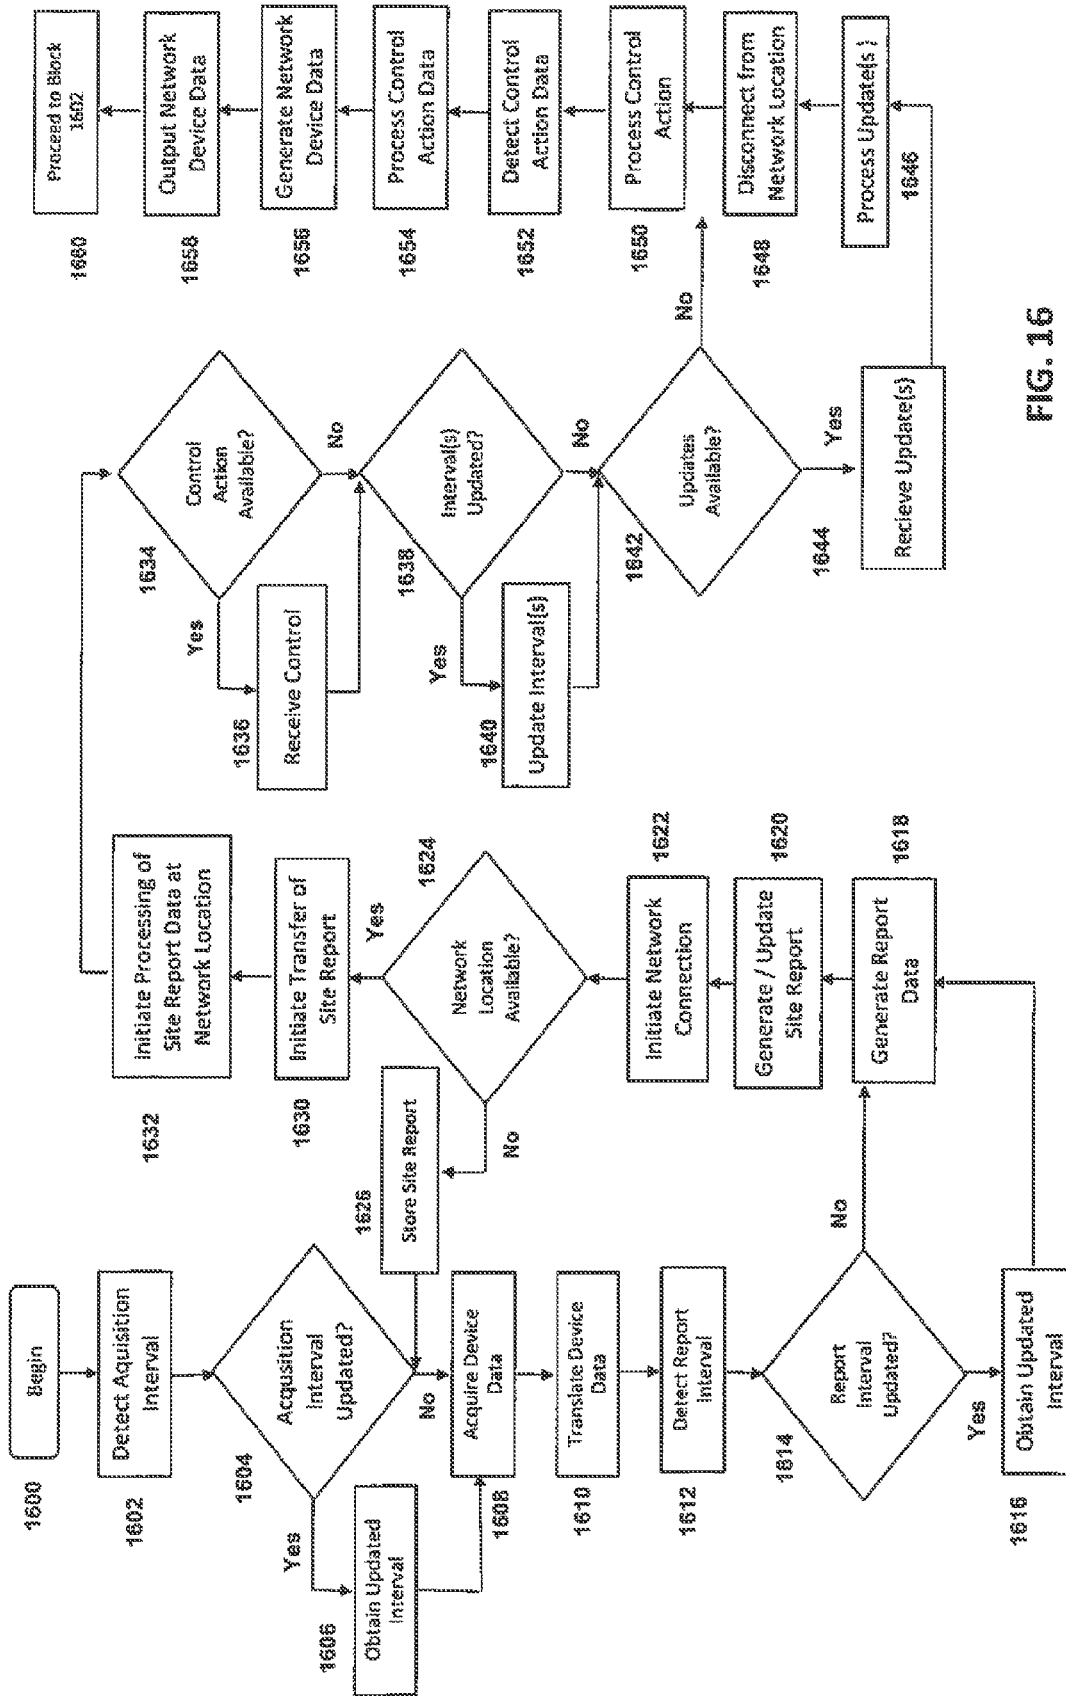 1600
Begin
1602
Detect Aquisition
Interval
1604
Acqusition
Interval
Updated?
Yes
No
1606
Obtain Updated
Interval
1608
Acquire Device
Data
1610
Translate Device
Data
1612
Detect Report
Interval
1614
Report
Interval
Updated?
Yes
No
1616
Obtain Updated
Interval
1618
Generate Report
Data
1620
Generate / Update
Site Report
1622
Initiate Network
Connection
1624
Network
Location
Available?
Yes
No
1626
Store Site Report
1630
Initiate Transfer of
Site Report
1632
Initiate Processing of
Site Report Data at
Network Location
1634
Control
Action
Available?
Yes
No
1636
Receive Control
1638
Interval(s)
Updated?
Yes
No
1640
Update Interval(s)
1642
Updates
Available?
No
Yes
1644
Recieve Update(s)
1646
Process Update(s )
1648
Disconnect from
Network Location
1650
Process Control
Action
1652
Detect Control
Action Data
1654
Process Control
Action Data
1656
Generate Network
Device Data
1658
Output Network
Device Data
1660
Proceed to Block
1602
FIG. 16